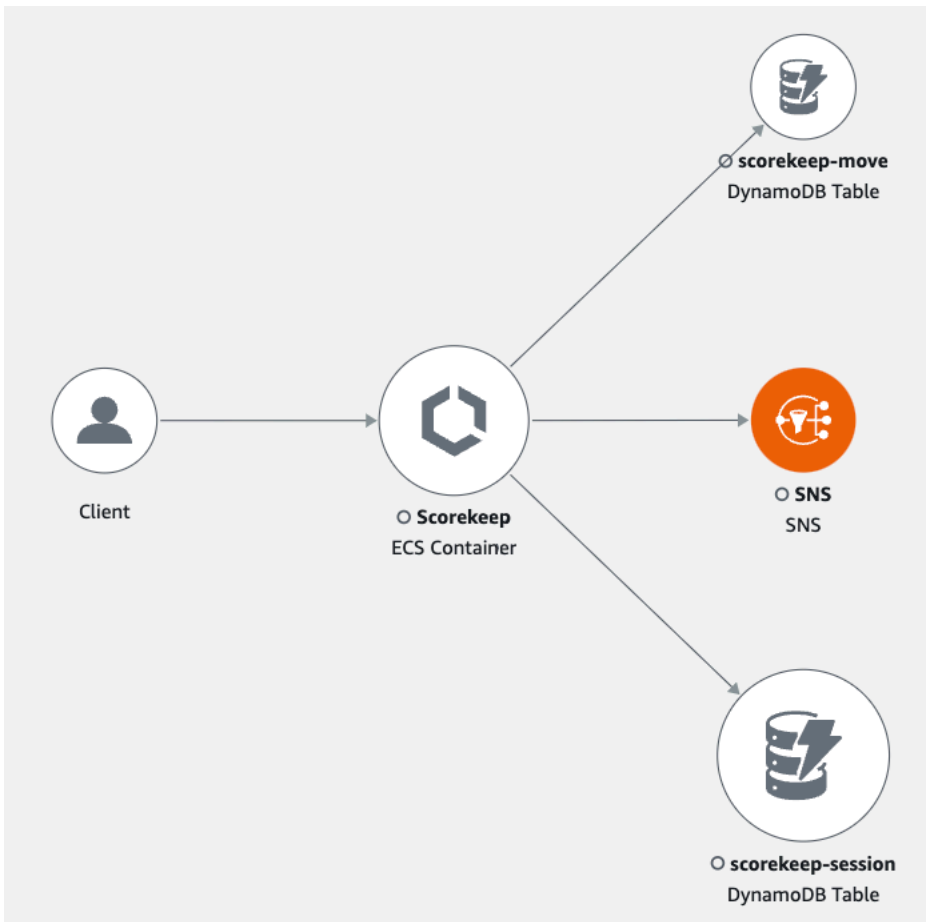 scorekeep-move
DynamoDB Table
Client
Scorekeep
ECS Container
SNS
SNS
scorekeep-session
DynamoDB Table